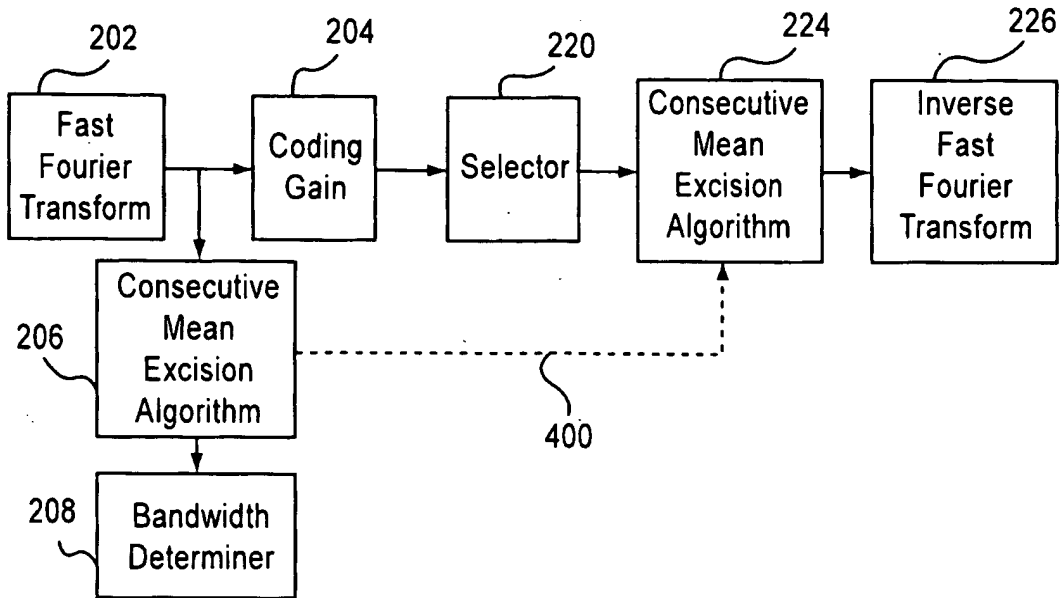 202
204
220
224
226
Fast
Fourier
Transform
Coding
Gain
Selector
Consecutive
Mean
Excision
Algorithm
Inverse
Fast
Fourier
Transform
206
Consecutive
Mean
Excision
Algorithm
400
208
Bandwidth
Determiner